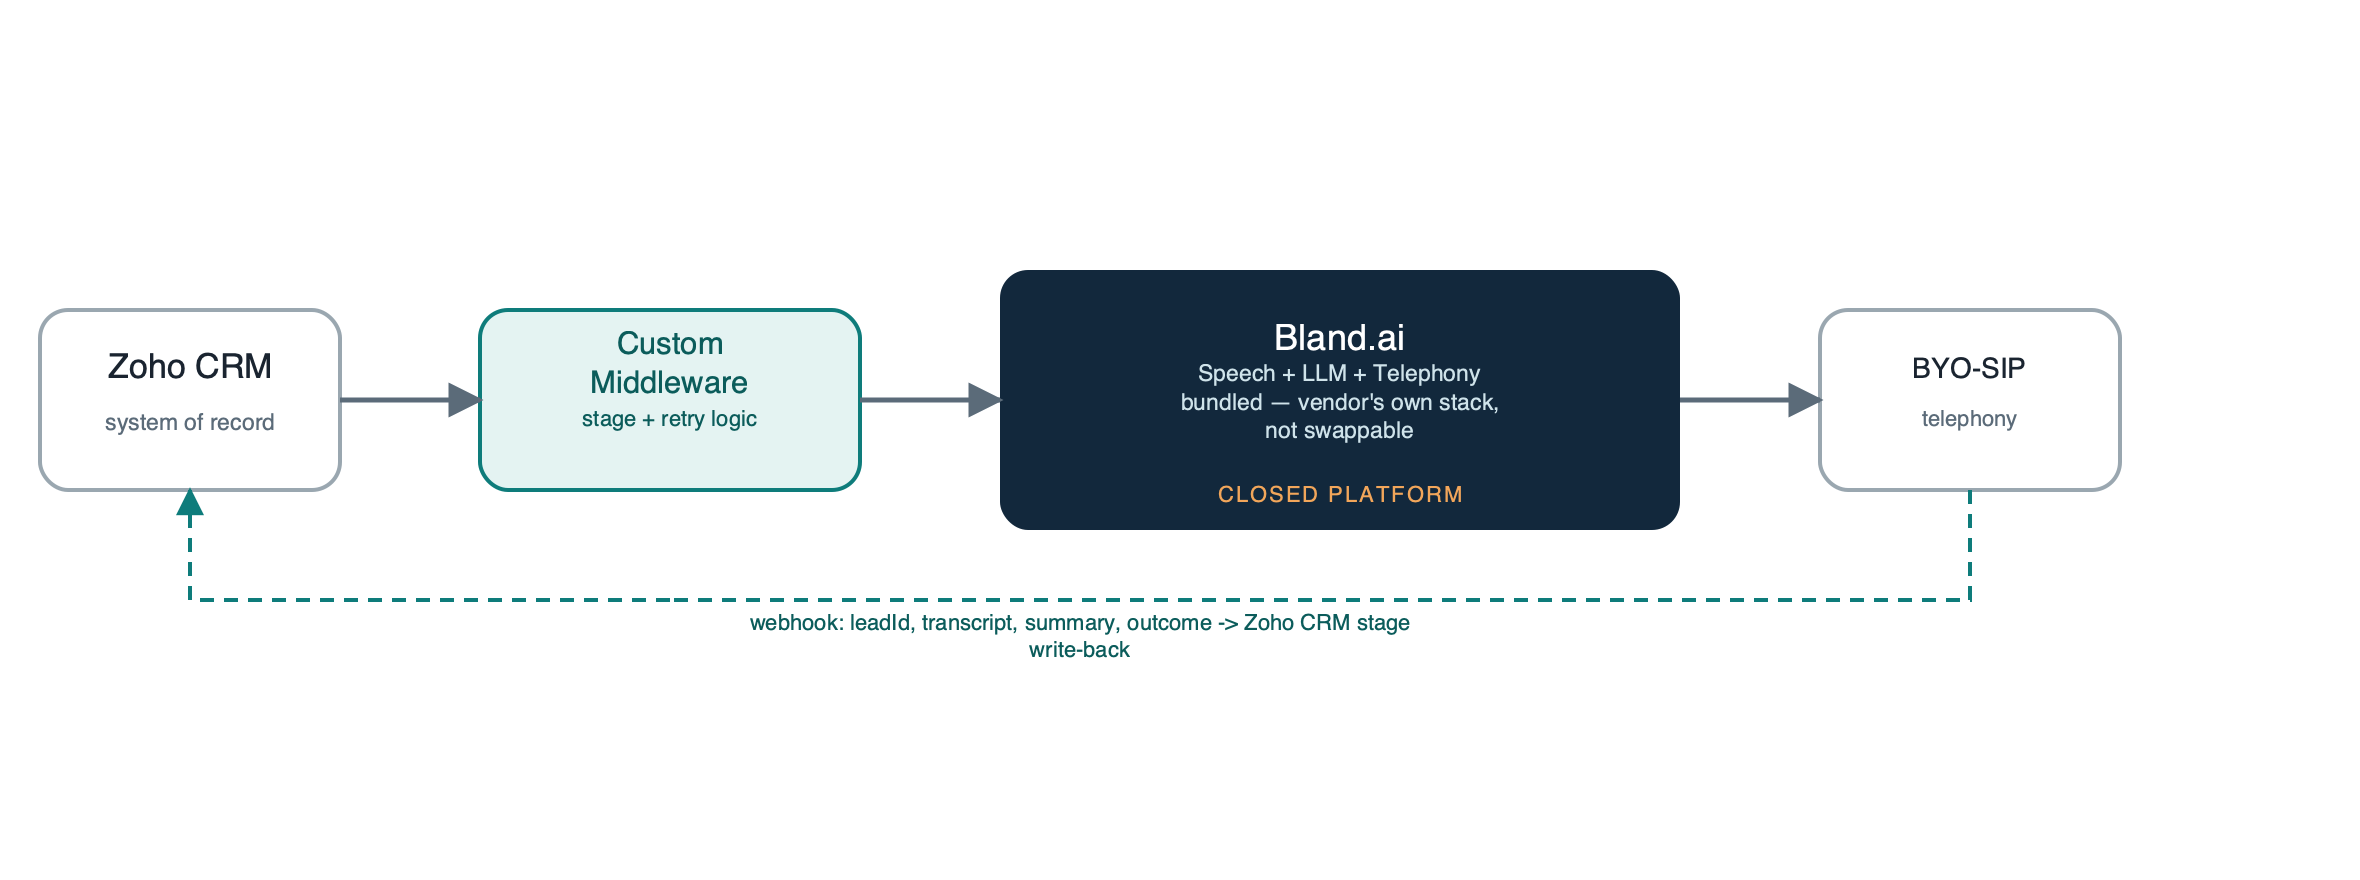 Zoho CRM
system of record
Custom
Middleware
stage + retry logic
Bland.ai
Speech + LLM + Telephony
bundled — vendor's own stack,
not swappable
CLOSED PLATFORM
BYO-SIP
telephony
webhook: leadId, transcript, summary, outcome -> Zoho CRM stage
write-back